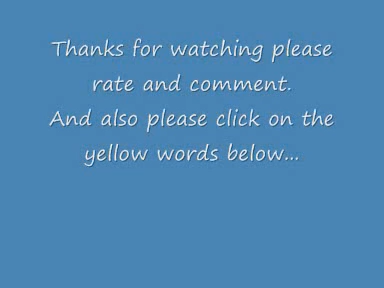 Thanks for watching please
rate and comment.
And also please click on the
yellow words below...